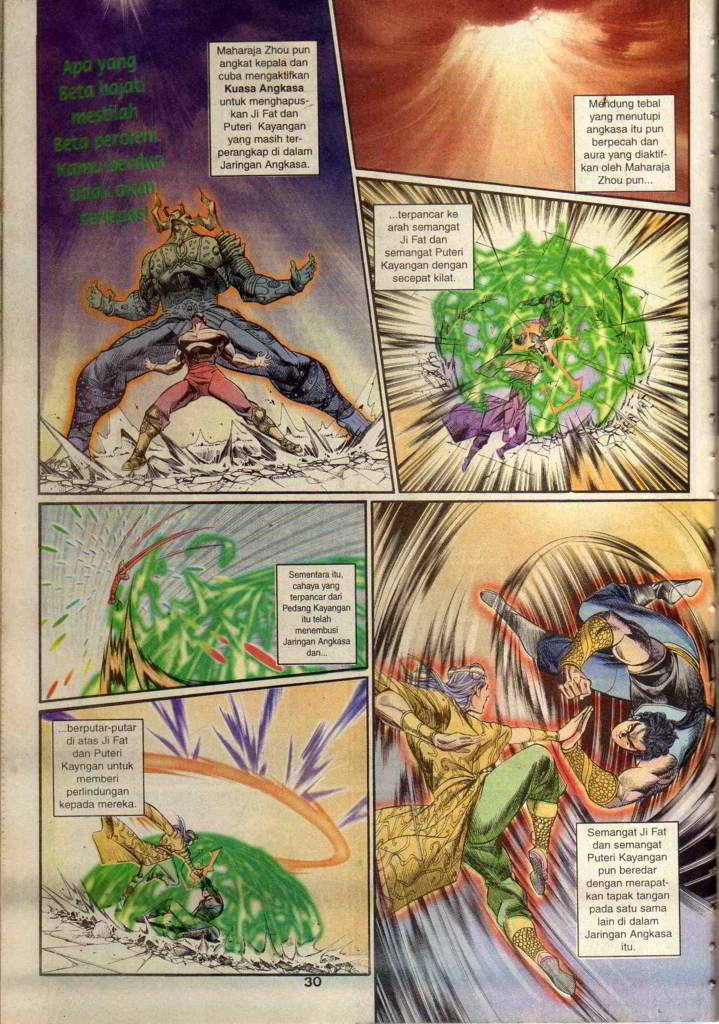 Apa yang
Beta hajati
mestilah
Beta perolehi.
Kamu berdua
tidak akan
terlepas!
Maharaja Zhou pun
angkat kepala dan
cuba mengaktifkan
Kuasa Angkasa
untuk menghapus-
kan Ji Fat dan
Puteri Kayangan
yang masih ter-
perangkap di dalam
Jaringan Angkasa.
Mendung tebal
yang menutupi
angkasa itu pun
berpecah dan
aura yang diaktif-
kan oleh Maharaja
Zhou pun...
...terpancar ke
arah semangat
Ji Fat dan
semangat Puteri
Kayangan dengan
secepat kilat.
Sementara itu,
cahaya yang
terpancar dari
Pedang Kayangan
itu telah
menembusi
Jaringan Angkasa
dan...
...berputar-putar
di atas Ji Fat
dan Puteri
Kayngan untuk
memberi
perlindungan
kepada mereka.
Semangat Ji Fat
dan semangat
Puteri Kayangan
pun beredar
dengan merapat-
kan tapak tangan
pada satu sama
lain di dalam
Jaringan Angkasa
itu.
30